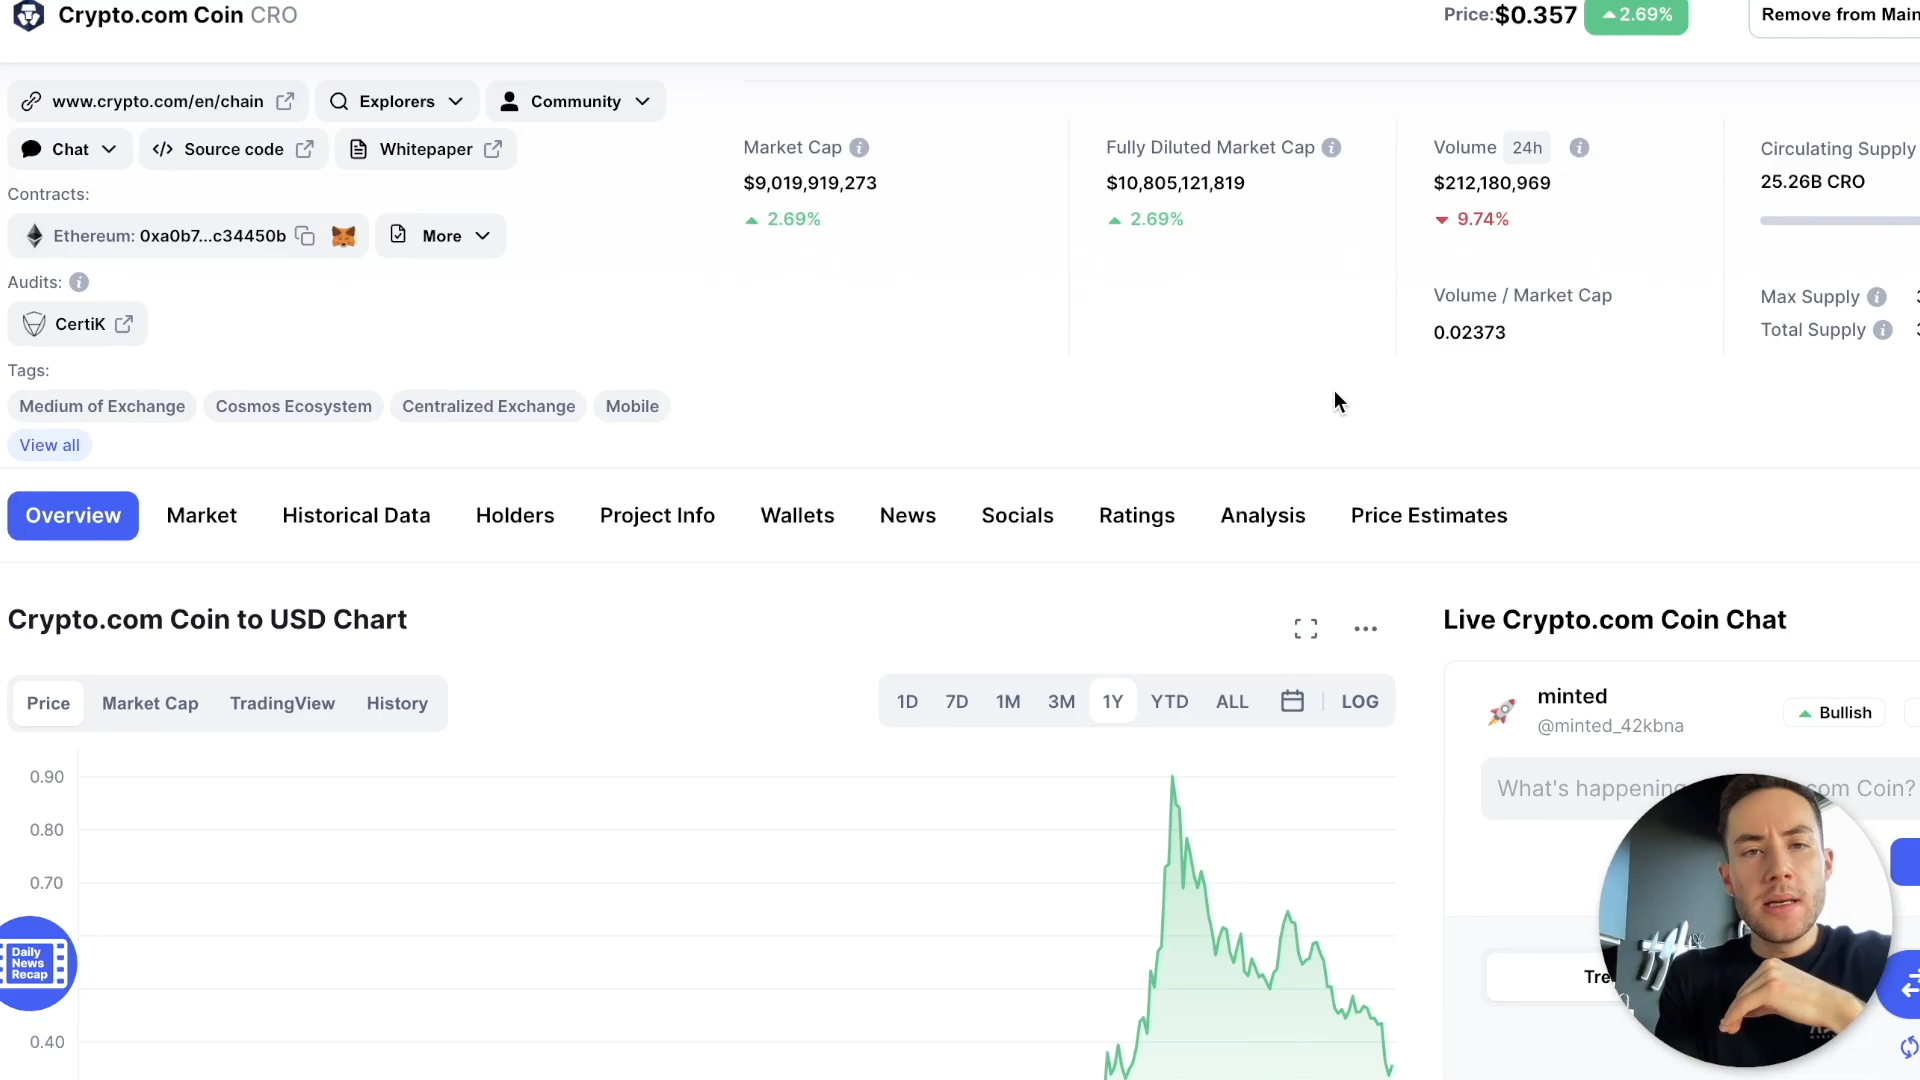 Crypto.com Coin CRO
Price: $0.357 2.69% Remove from Main
www.crypto.com/en/chain Explorers Community
Chat Source code Whitepaper
Contracts:
Ethereum: 0xa0b7...c34450b More
Audits:
CertiK
Tags:
Medium of Exchange Cosmos Ecosystem Centralized Exchange Mobile
View all
Market Cap
$9,019,919,273
2.69%
Fully Diluted Market Cap
$10,805,121,819
2.69%
Volume 24h
$212,180,969
9.74%
Volume / Market Cap
0.02373
Circulating Supply
25.26B CRO
Max Supply
Total Supply
Overview Market Historical Data Holders Project Info Wallets News Socials Ratings Analysis Price Estimates
Crypto.com Coin to USD Chart
Price Market Cap TradingView History
1D 7D 1M 3M 1Y YTD ALL LOG
0.90
0.80
0.70
0.40
Daily
News
Recap
Live Crypto.com Coin Chat
minted
@minted_42kbna
Bullish
What's happening com Coin?
Tre